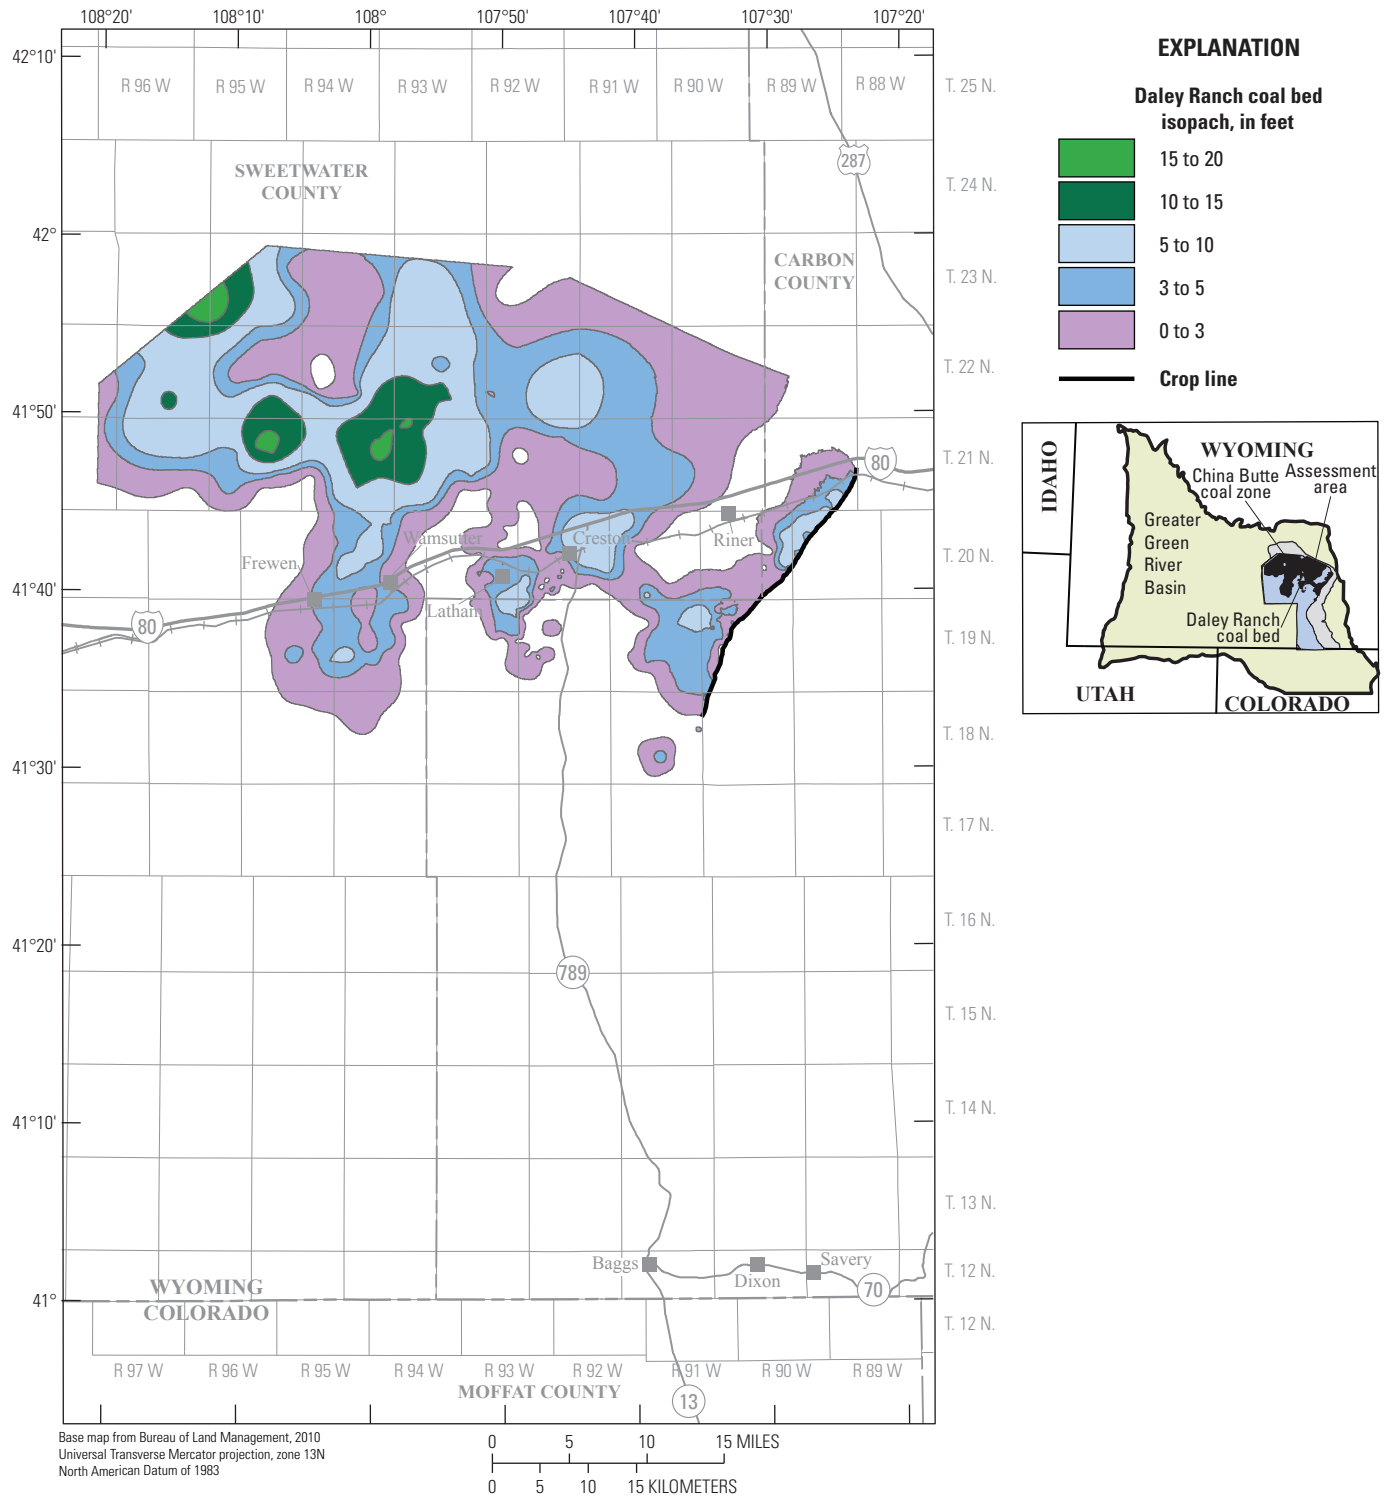 108°20' 108°10' 108° 107°50' 107°40' 107°30' 107°20'
42°10'
42°
41°50'
41°40'
41°30'
41°20'
41°10'
41°
R 96 W R 95 W R 94 W R 93 W R 92 W R 91 W R 90 W R 89 W R 88 W
T. 25 N.
T. 24 N.
T. 23 N.
T. 22 N.
T. 21 N.
T. 20 N.
T. 19 N.
T. 18 N.
T. 17 N.
T. 16 N.
T. 15 N.
T. 14 N.
T. 13 N.
T. 12 N.
T. 12 N.
SWEETWATER
COUNTY
287
CARBON
COUNTY
80
Wamsutter
Creston
Riner
Frewen
Latham
80
789
Baggs
Dixon
Savery
70
WYOMING
COLORADO
R 97 W R 96 W R 95 W R 94 W R 93 W R 92 W R 91 W R 90 W R 89 W
MOFFAT COUNTY
13
Base map from Bureau of Land Management, 2010
Universal Transverse Mercator projection, zone 13N
North American Datum of 1983
0 5 10 15 MILES
0 5 10 15 KILOMETERS
EXPLANATION
Daley Ranch coal bed
isopach, in feet
15 to 20
10 to 15
5 to 10
3 to 5
0 to 3
Crop line
IDAHO
WYOMING
China Butte
coal zone
Assessment
area
Greater
Green
River
Basin
Daley Ranch
coal bed
UTAH
COLORADO